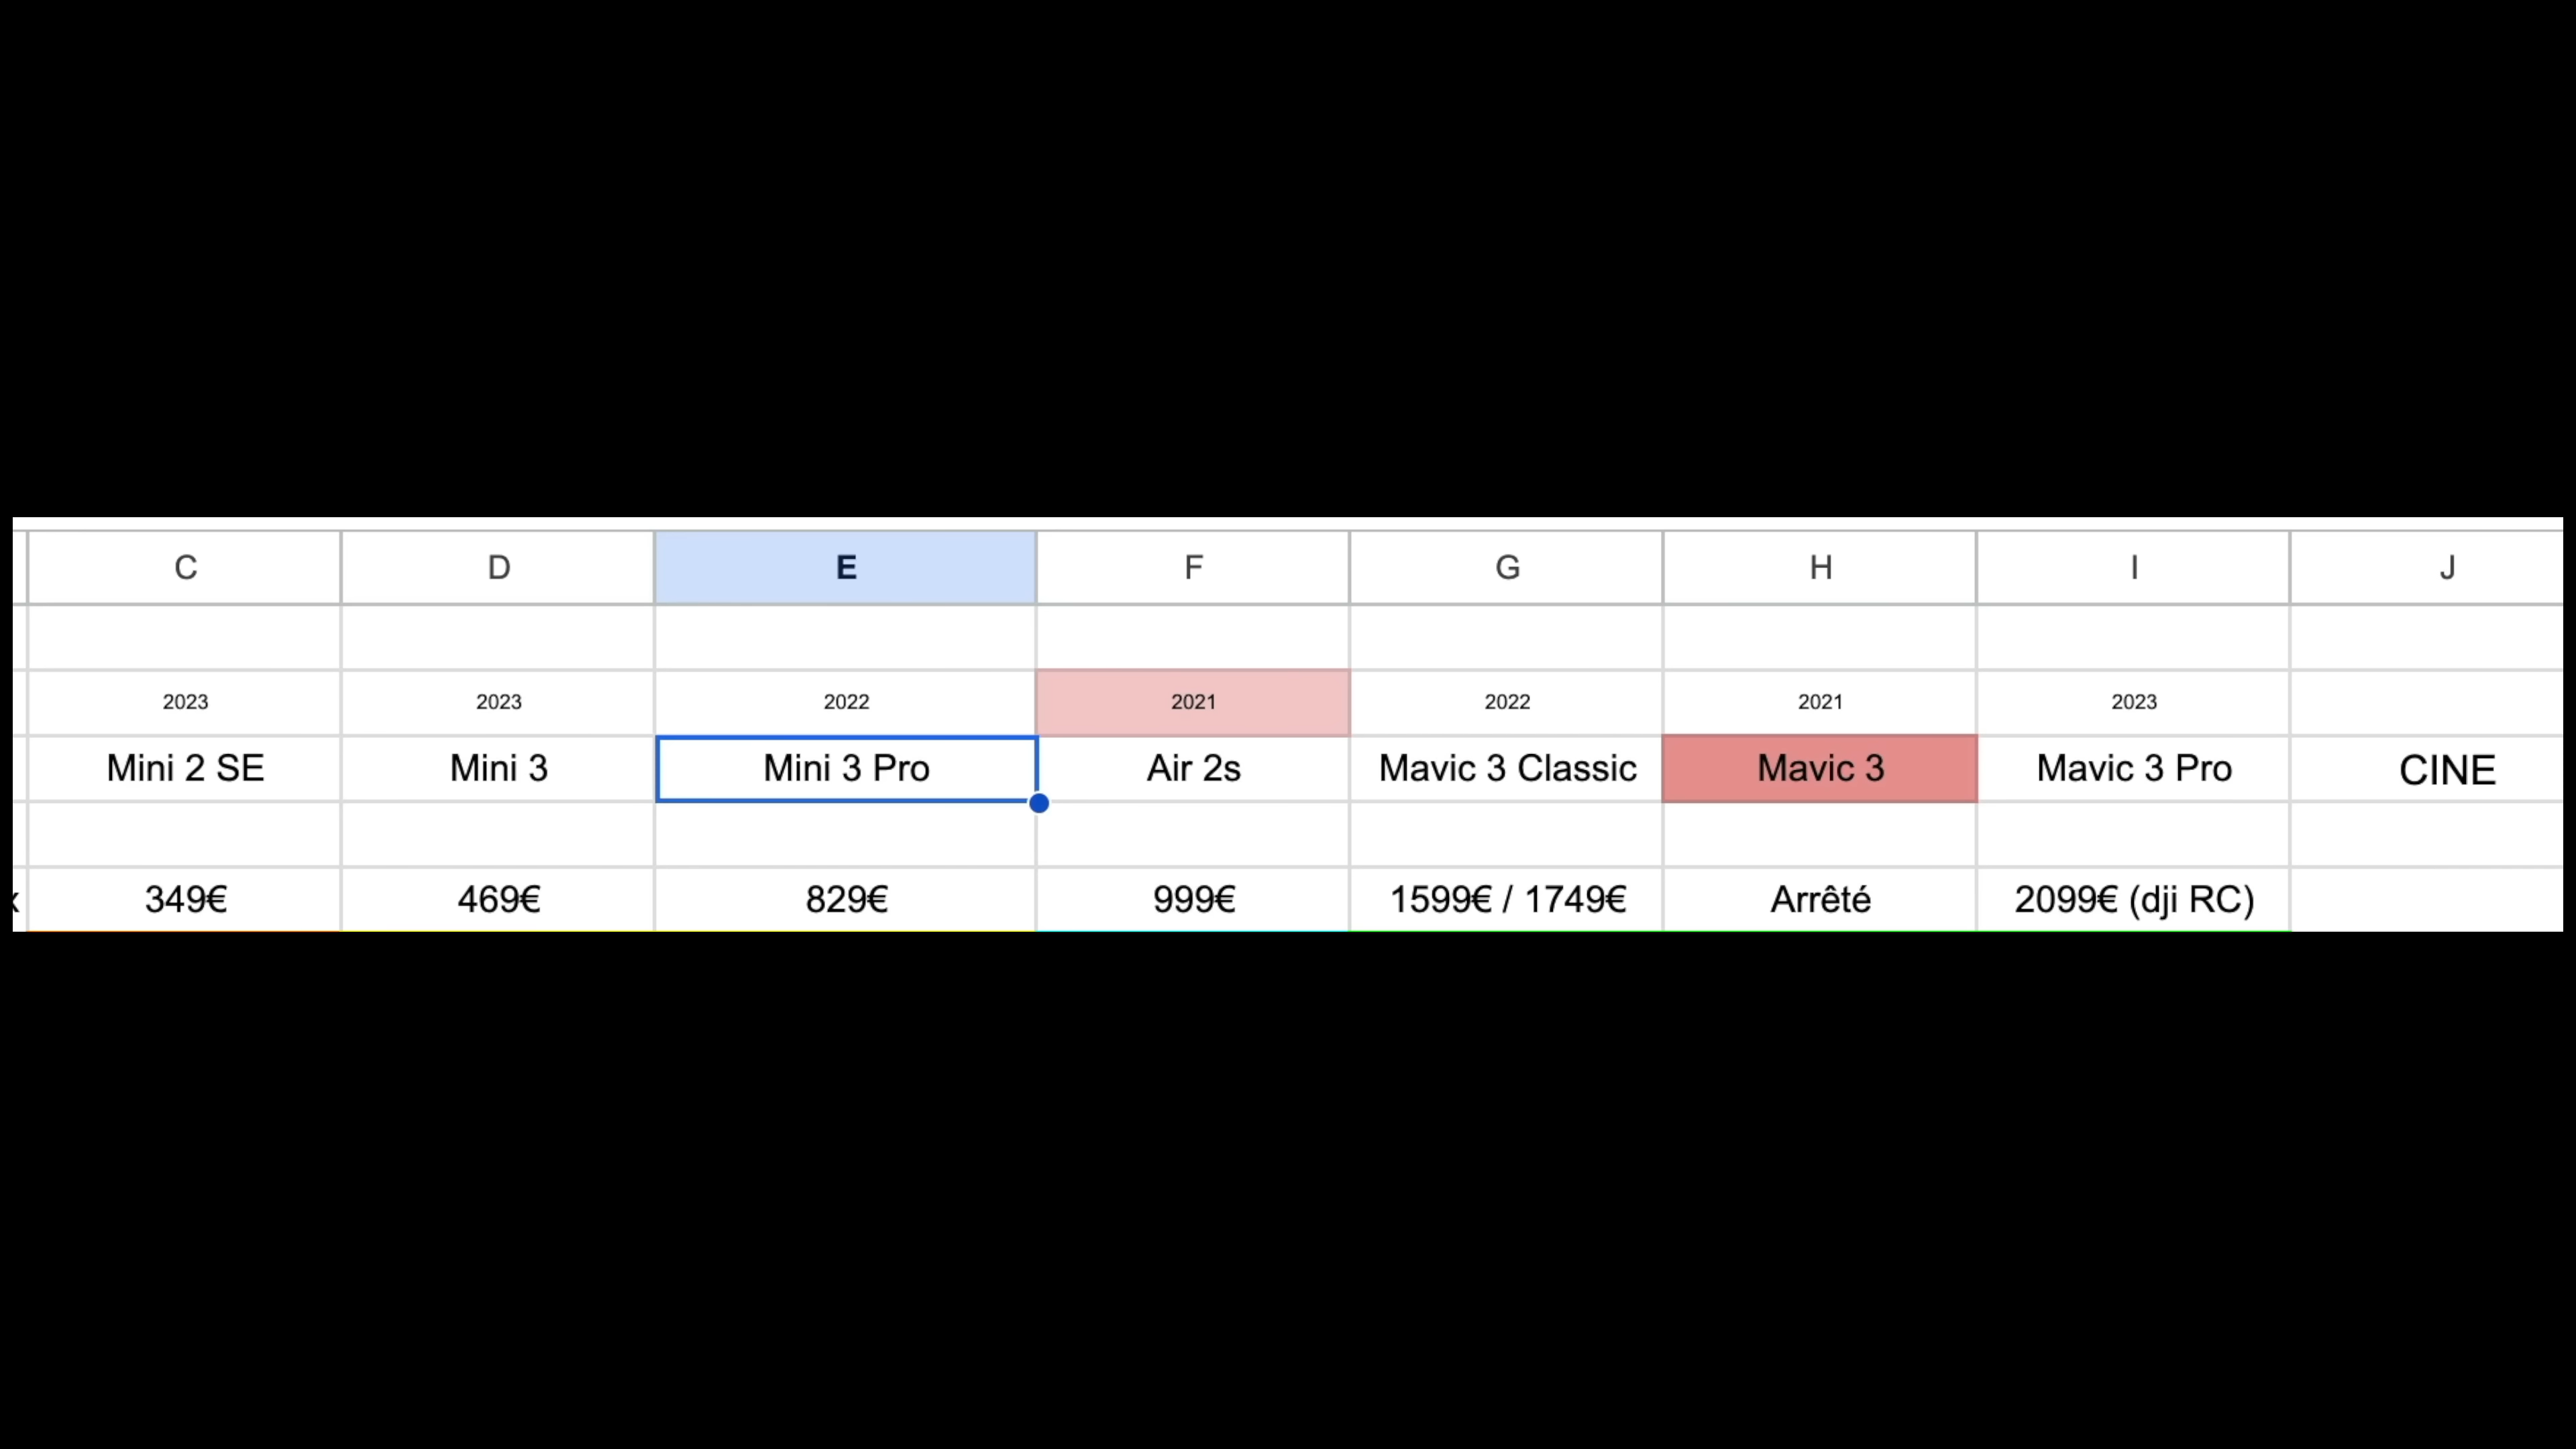 C D E F G H I J
2023 2023 2022 2021 2022 2021 2023
Mini 2 SE Mini 3 Mini 3 Pro Air 2s Mavic 3 Classic Mavic 3 Mavic 3 Pro CINE
349€ 469€ 829€ 999€ 1599€ / 1749€ Arrêté 2099€ (dji RC)